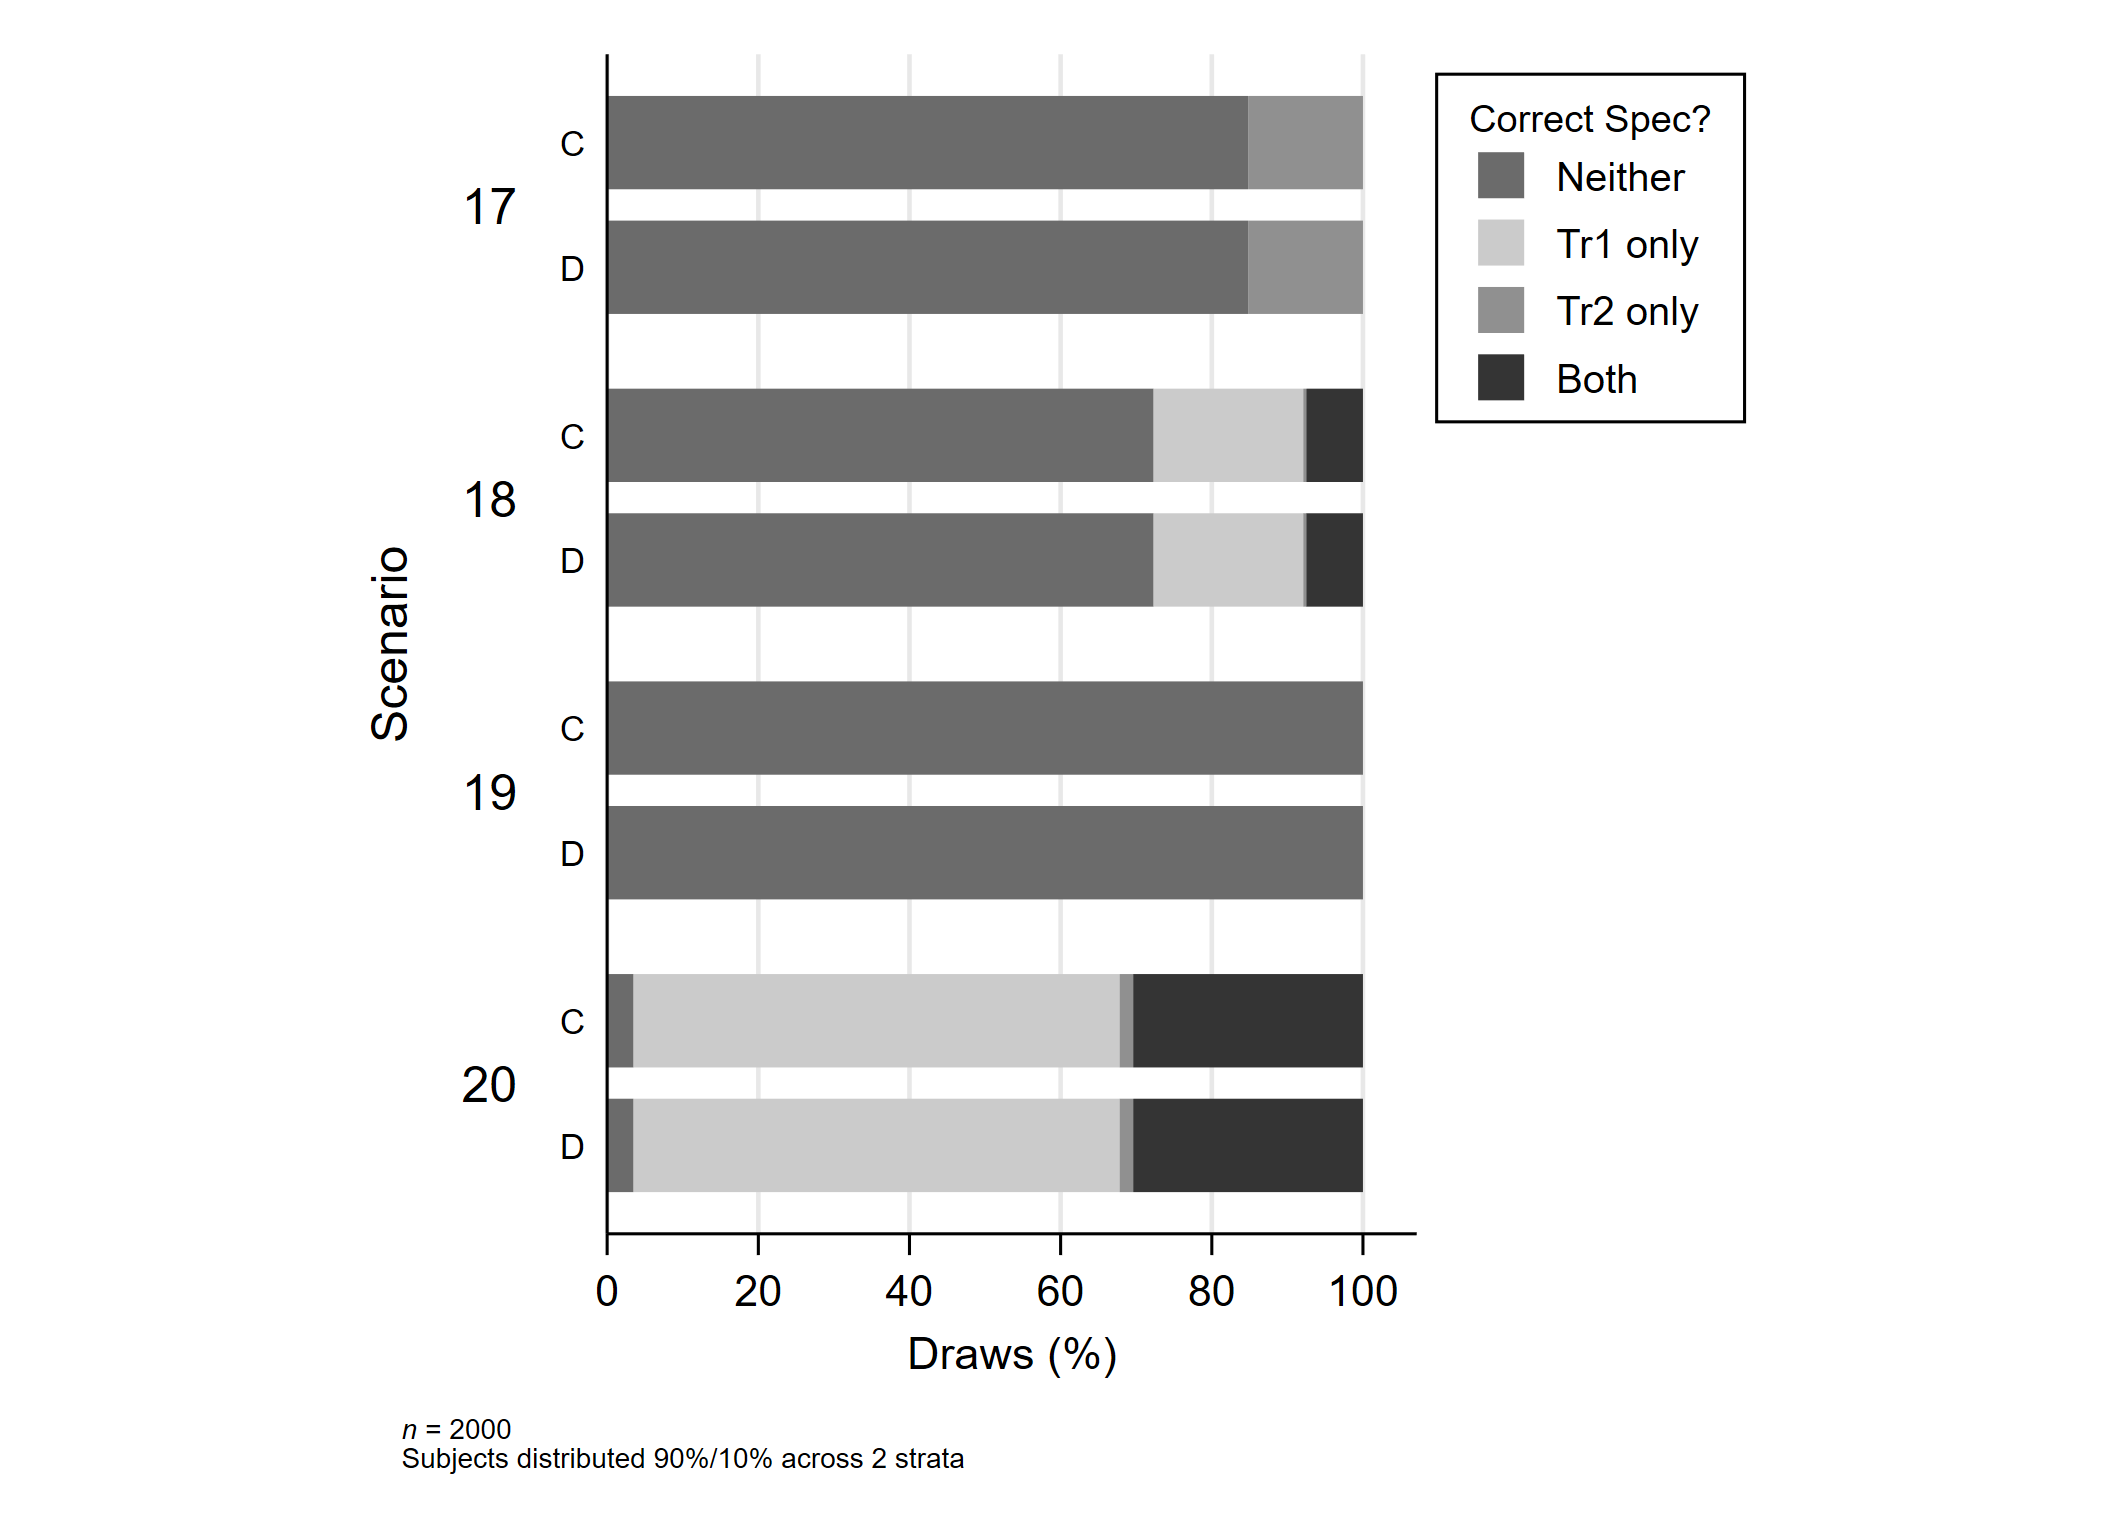 Correct Spec?
Neither
Tr1 only
Tr2 only
Both
Scenario
17
C
D
18
C
D
19
C
D
20
C
D
0 20 40 60 80 100
Draws (%)
n = 2000
Subjects distributed 90%/10% across 2 strata